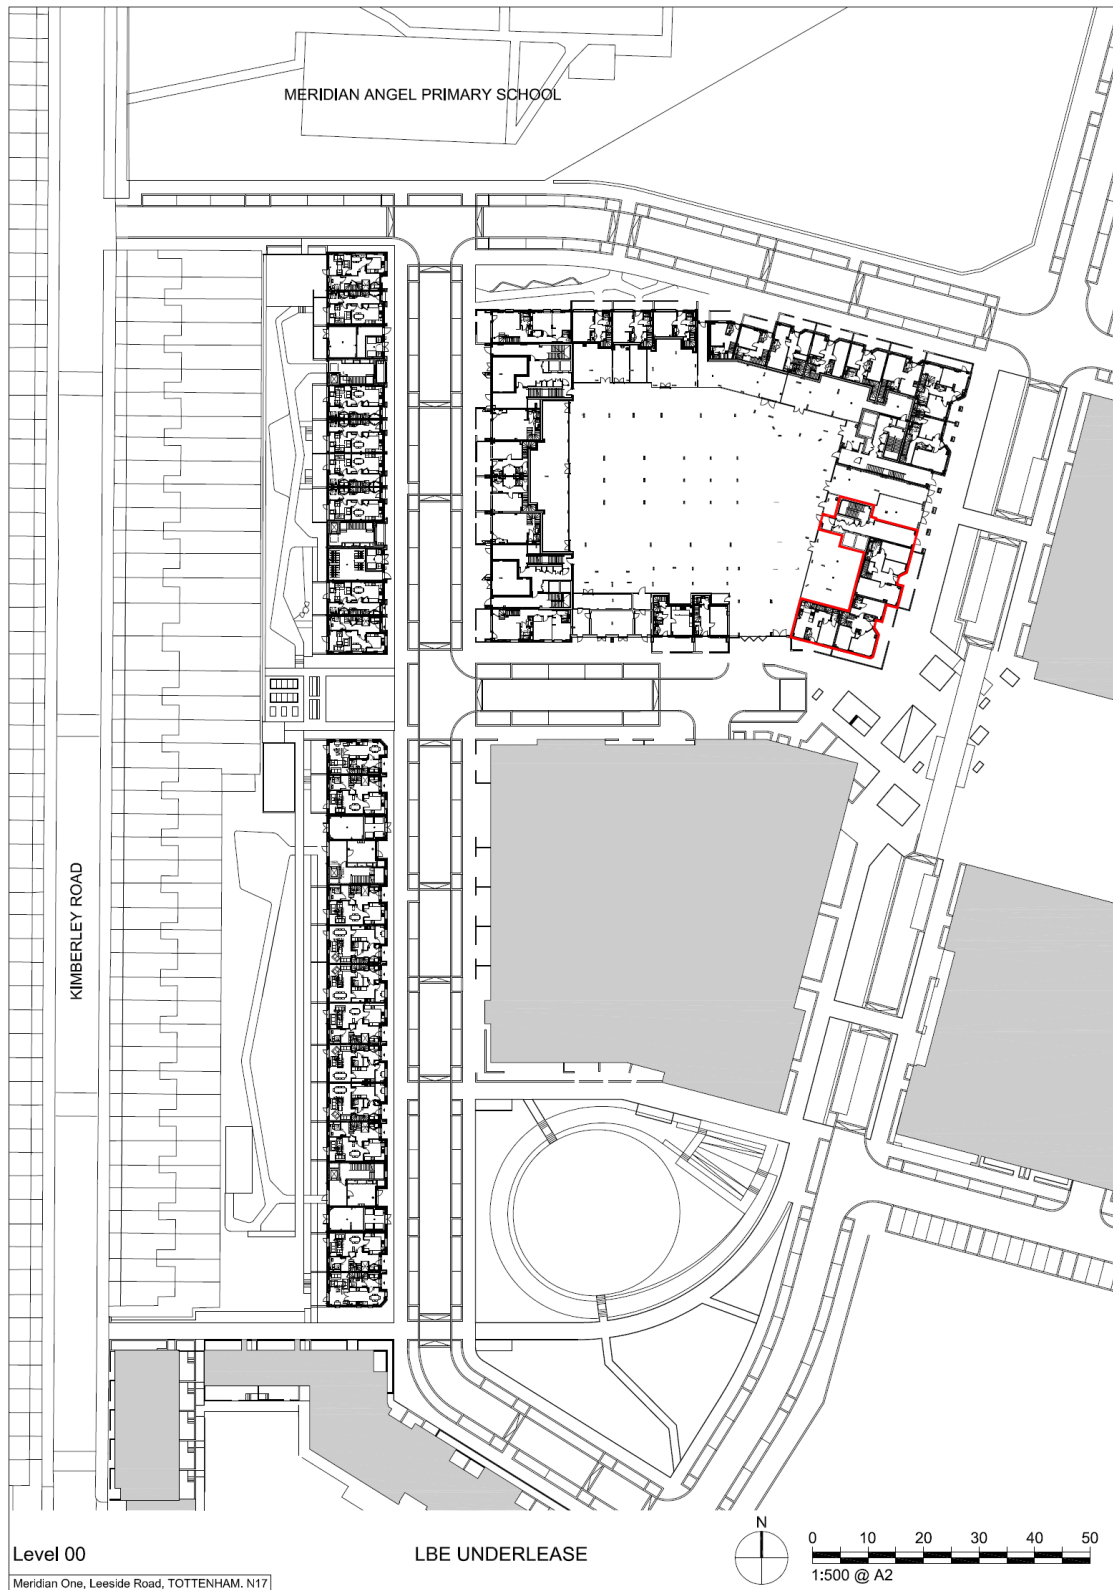 MERIDIAN ANGEL PRIMARY SCHOOL
KIMBERLEY ROAD
Level 00
LBE UNDERLEASE
N
0 10 20 30 40 50
1:500 @ A2
Meridian One, Leeside Road, TOTTENHAM. N17